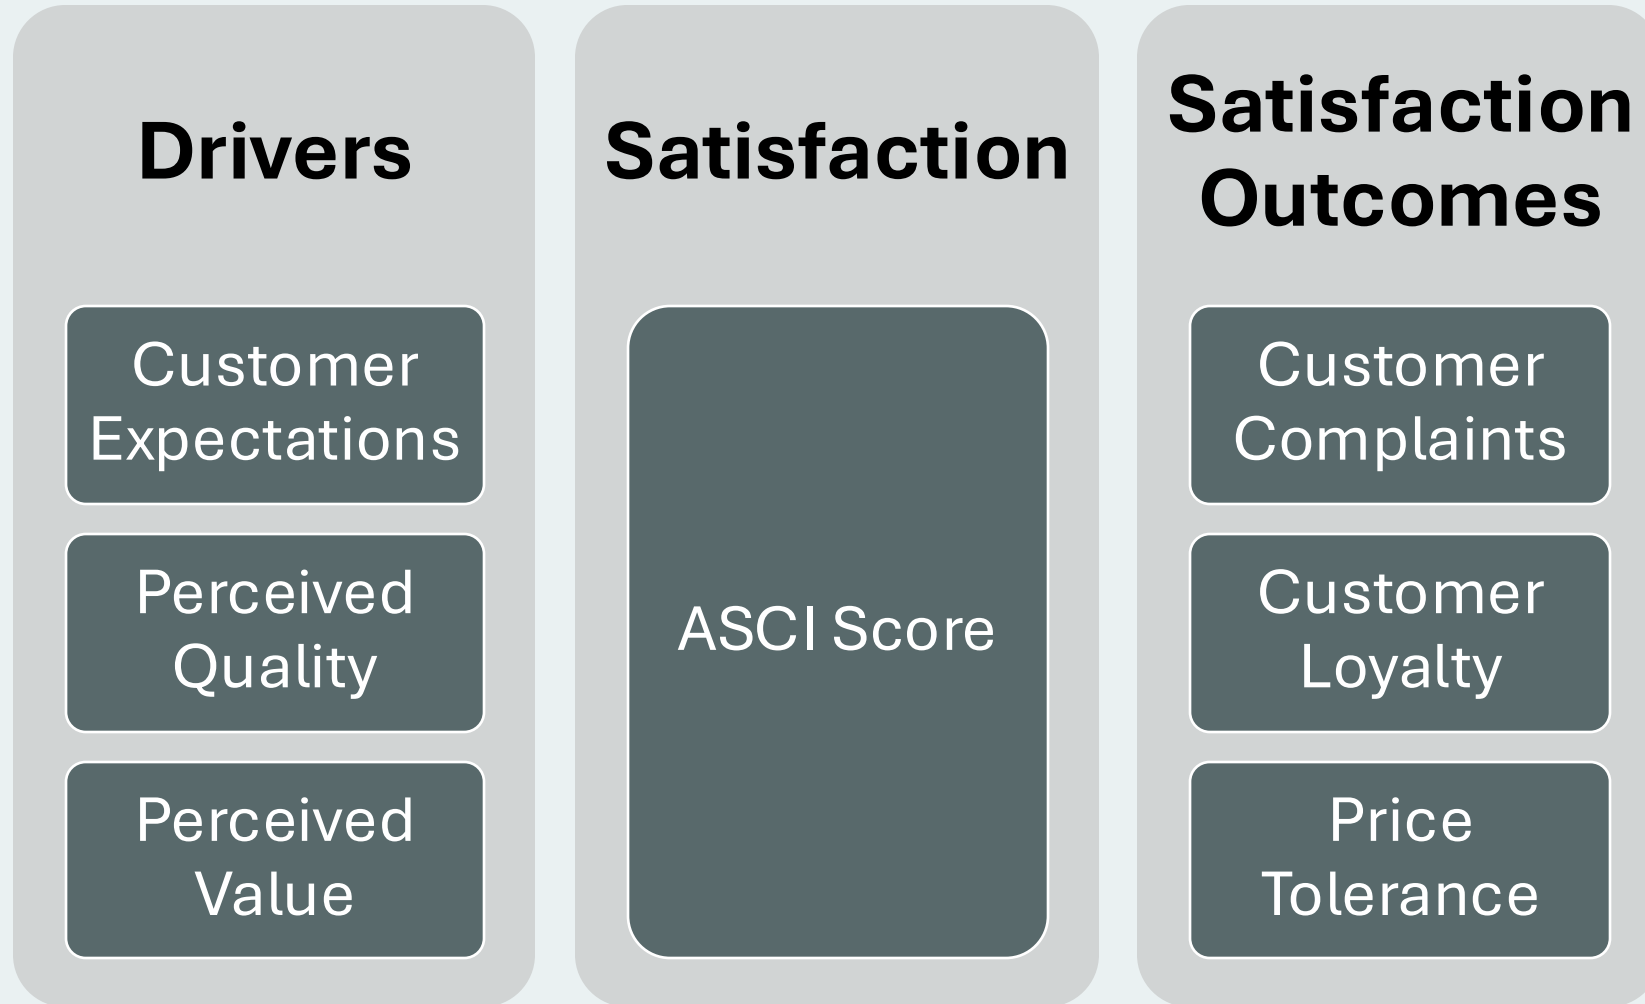 Drivers
Customer
Expectations
Perceived
Quality
Perceived
Value
Satisfaction
ASCI Score
Satisfaction
Outcomes
Customer
Complaints
Customer
Loyalty
Price
Tolerance